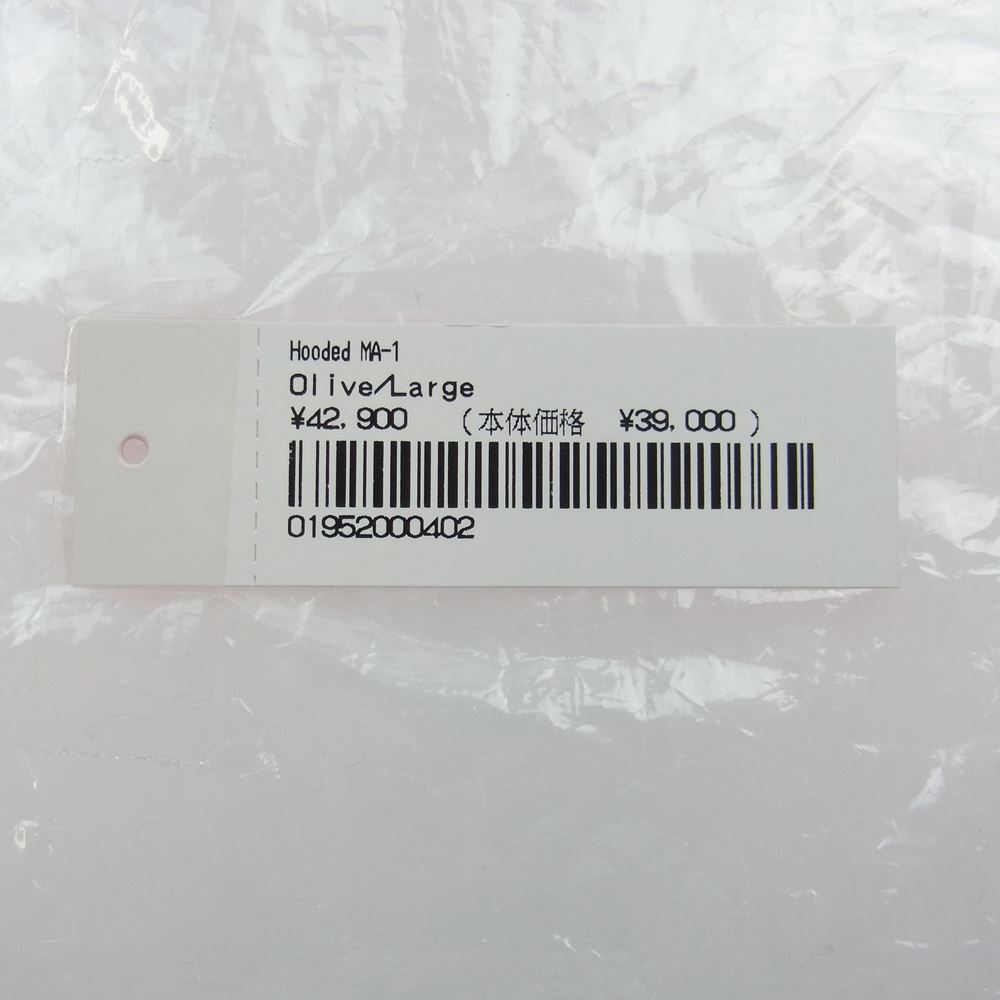 Hooded MA-1
Olive/Large
¥42,900 (本体価格 ¥39,000)
01952000402